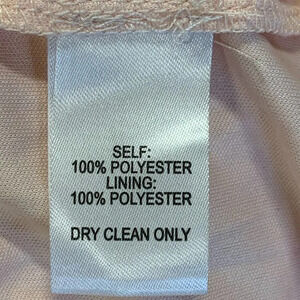 SELF:
100% POLYESTER
LINING:
100% POLYESTER
DRY CLEAN ONLY